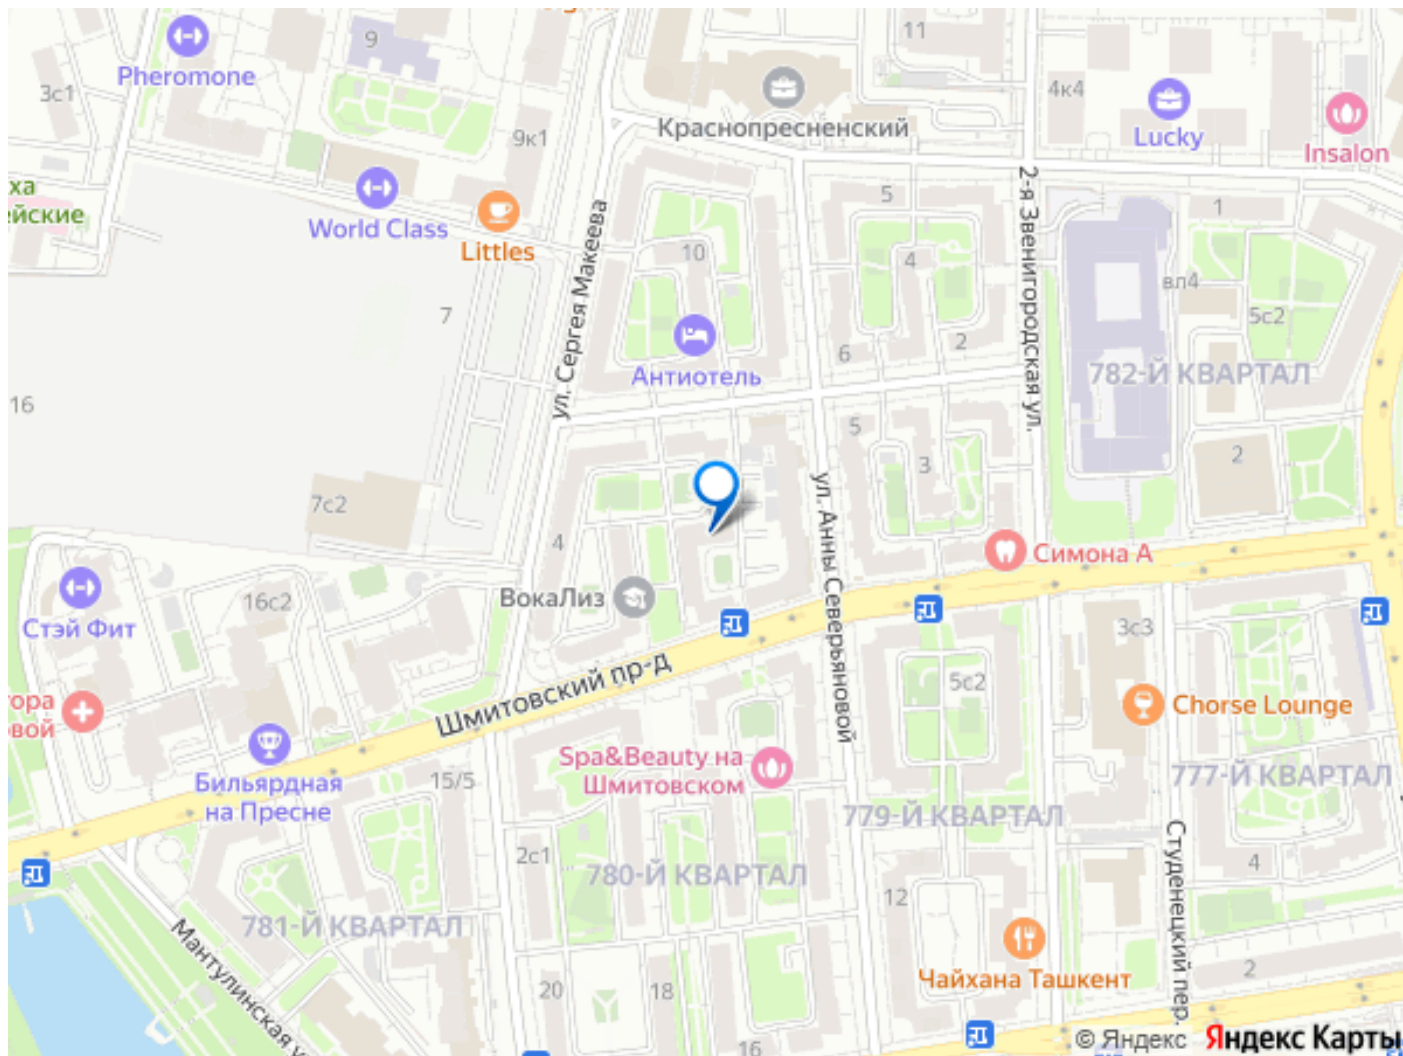 9
11
Pheromone
3с1
4к4
Краснопресненский
Lucky
Insalon
9к1
ха
ейские
World Class
Littles
ул. Сергея Макеева
10
5
4
2-я Звенигородская ул.
1
вл4
5с2
7
Антиотель
6
2
782-Й КВАРТАЛ
16
5
3
2
7с2
4
ул. Анны Северьяновой
Симона А
ВокаЛиз
16с2
Стэй Фит
3с3
Шмитовский пр-д
5с2
Chorse Lounge
ора
вой
Бильярдная
на Пресне
15/5
Spa&Beauty на
Шмитовском
777-Й КВАРТАЛ
779-Й КВАРТАЛ
2с1
780-Й КВАРТАЛ
4
Студенецкий пер.
12
781-Й КВАРТАЛ
Мантулинская у
Чайхана Ташкент
2
20
18
16
© Яндекс Яндекс Карты